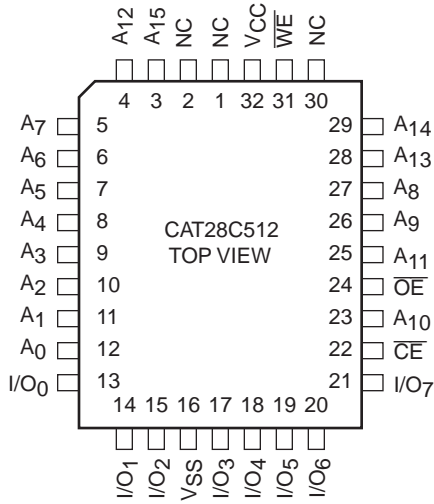 A12 A15 NC NC VCC W̅E̅ NC
4 3 2 1 32 31 30
A7 5 29 A14
A6 6 28 A13
A5 7 27 A8
A4 8 26 A9
A3 9 25 A11
A2 10 24 O̅E̅
A1 11 23 A10
A0 12 22 C̅E̅
I/O0 13 21 I/O7
CAT28C512
TOP VIEW
14 15 16 17 18 19 20
I/O1 I/O2 VSS I/O3 I/O4 I/O5 I/O6